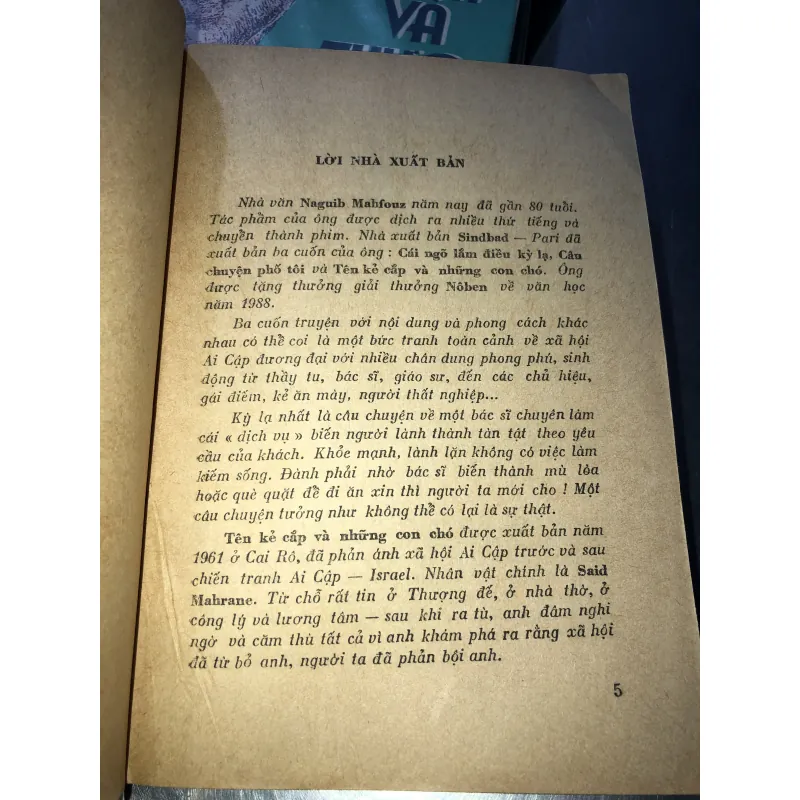 VÀ
LỜI NHÀ XUẤT BẢN
Nhà văn Naguib Mahfouz năm nay đã gần 80 tuổi.
Tác phẩm của ông được dịch ra nhiều thứ tiếng và
chuyển thành phim. Nhà xuất bản Sindbad — Pari đã
xuất bản ba cuốn của ông : Cái ngõ lắm điều kỳ lạ, Câu
chuyện phố tôi và Tên kẻ cắp và những con chó. Ông
được tặng thưởng giải thưởng Nôben về văn học
năm 1988.
Ba cuốn truyện với nội dung và phong cách khác
nhau có thể coi là một bức tranh toàn cảnh về xã hội
Ai Cập đương đại với nhiều chân dung phong phú, sinh
động từ thầy tu, bác sĩ, giáo sư, đến các chủ hiệu,
gái điếm, kẻ ăn mày, người thất nghiệp...
Kỳ lạ nhất là câu chuyện về một bác sĩ chuyên làm
cái « dịch vụ » biến người lành thành tàn tật theo yêu
cầu của khách. Khỏe mạnh, lành lặn không có việc làm
kiếm sống. Đành phải nhờ bác sĩ biến thành mù lòa
hoặc què quặt để đi ăn xin thì người ta mới cho ! Một
câu chuyện tưởng như không thể có lại là sự thật.
Tên kẻ cắp và những con chó được xuất bản năm
1961 ở Cai Rô, đã phản ánh xã hội Ai Cập trước và sau
chiến tranh Ai Cập — Israel. Nhân vật chính là Said
Mahrane. Từ chỗ rất tin ở Thượng đế, ở nhà thờ, ở
công lý và lương tâm — sau khi ra tù, anh đâm nghi
ngờ và căm thù tất cả vì anh khám phá ra rằng xã hội
đã từ bỏ anh, người ta đã phản bội anh.
5